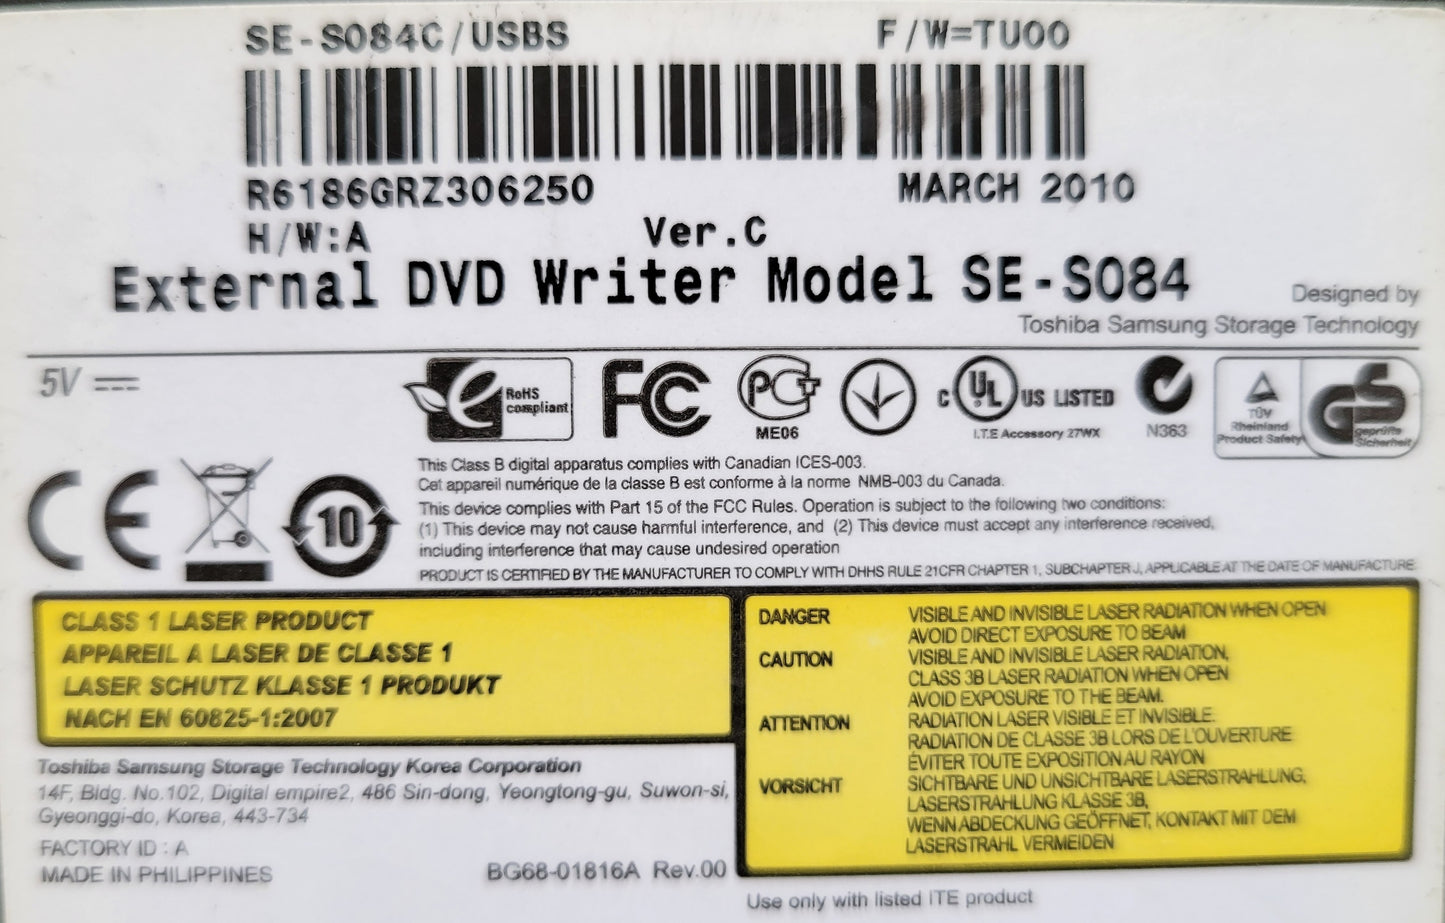 SE-S084C/USBS F/W=TU00
R6186GRZ306250 MARCH 2010
H/W:A Ver.C
External DVD Writer Model SE-S084
Designed by
Toshiba Samsung Storage Technology
5V
RoHS
compliant
FC
ME06
C UL US LISTED
I.T.E Accessory 27WX
N363
TÜV
Rheinland
Product Safety
GS
geprüfte
Sicherheit
CE
10
This Class B digital apparatus complies with Canadian ICES-003.
Cet appareil numérique de la classe B est conforme à la norme NMB-003 du Canada.
This device complies with Part 15 of the FCC Rules. Operation is subject to the following two conditions:
(1) This device may not cause harmful interference, and (2) This device must accept any interference received,
including interference that may cause undesired operation
PRODUCT IS CERTIFIED BY THE MANUFACTURER TO COMPLY WITH DHHS RULE 21CFR CHAPTER 1, SUBCHAPTER J, APPLICABLE AT THE DATE OF MANUFACTURE.
CLASS 1 LASER PRODUCT
APPAREIL A LASER DE CLASSE 1
LASER SCHUTZ KLASSE 1 PRODUKT
NACH EN 60825-1:2007
DANGER VISIBLE AND INVISIBLE LASER RADIATION WHEN OPEN
AVOID DIRECT EXPOSURE TO BEAM
CAUTION VISIBLE AND INVISIBLE LASER RADIATION,
CLASS 3B LASER RADIATION WHEN OPEN
AVOID EXPOSURE TO THE BEAM.
ATTENTION RADIATION LASER VISIBLE ET INVISIBLE.
RADIATION DE CLASSE 3B LORS DE L'OUVERTURE
ÉVITER TOUTE EXPOSITION AU RAYON
VORSICHT SICHTBARE UND UNSICHTBARE LASERSTRAHLUNG,
LASERSTRAHLUNG KLASSE 3B,
WENN ABDECKUNG GEÖFFNET, KONTAKT MIT DEM
LASERSTRAHL VERMEIDEN
Toshiba Samsung Storage Technology Korea Corporation
14F, Bldg. No.102, Digital empire2, 486 Sin-dong, Yeongtong-gu, Suwon-si,
Gyeonggi-do, Korea, 443-734
FACTORY ID : A
MADE IN PHILIPPINES BG68-01816A Rev.00
Use only with listed ITE product